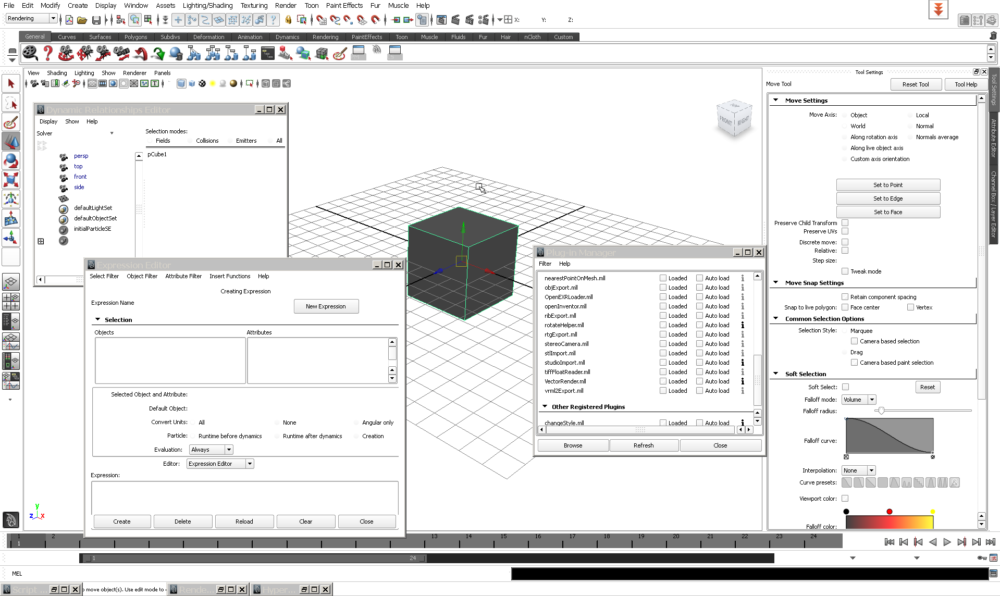 File Edit Modify Create Display Window Assets Lighting/Shading Texturing Render Toon Paint Effects Fur Muscle Help
Rendering X: Y: Z:
General Curves Surfaces Polygons Subdivs Deformation Animation Dynamics Rendering PaintEffects Toon Muscle Fluids Fur Hair nCloth Custom
View Shading Lighting Show Renderer Panels
Dynamic Relationships Editor
Display Show Help
Solver
Selection modes:
Fields Collisions Emitters All
pCube1
persp
top
front
side
defaultLightSet
defaultObjectSet
initialParticleSE
TOP
FRONT
RIGHT
Expression Editor
Select Filter Object Filter Attribute Filter Insert Functions Help
Creating Expression
Expression Name
New Expression
Selection
Objects Attributes
Selected Object and Attribute:
Default Object:
Convert Units: All None Angular only
Particle: Runtime before dynamics Runtime after dynamics Creation
Evaluation: Always
Editor: Expression Editor
Expression:
Create Delete Reload Clear Close
Plug-in Manager
Filter Help
nearestPointOnMesh.mll Loaded Auto load i
objExport.mll Loaded Auto load i
OpenEXRLoader.mll Loaded Auto load i
openInventor.mll Loaded Auto load i
ribExport.mll Loaded Auto load i
rotateHelper.mll Loaded Auto load i
rtgExport.mll Loaded Auto load i
stereoCamera.mll Loaded Auto load i
stlImport.mll Loaded Auto load i
studioImport.mll Loaded Auto load i
tiffFloatReader.mll Loaded Auto load i
VectorRender.mll Loaded Auto load i
vrml2Export.mll Loaded Auto load i
Other Registered Plugins
changeStyle.mll Loaded Auto load i
Browse Refresh Close
Tool Settings
Move Tool Reset Tool Tool Help
Move Settings
Move Axis: Object Local
World Normal
Along rotation axis Normals average
Along live object axis
Custom axis orientation
Set to Point
Set to Edge
Set to Face
Preserve Child Transform
Preserve UVs
Discrete move:
Relative:
Step size:
Tweak mode
Move Snap Settings
Retain component spacing
Snap to live polygon: Face center Vertex
Common Selection Options
Selection Style: Marquee
Camera based selection
Drag
Camera based paint selection
Soft Selection
Soft Select: Reset
Falloff mode: Volume
Falloff radius:
Falloff curve:
Interpolation: None
Curve presets:
Viewport color:
Falloff color:
Tool Settings
Attribute Editor
Channel Box / Layer Editor
y
z x
1 2 13 14 15 16 17 18 19 20 21 22 23 24
1
1 24
MEL
Script ... move object(s). Use edit mode to Rende... Hyper...